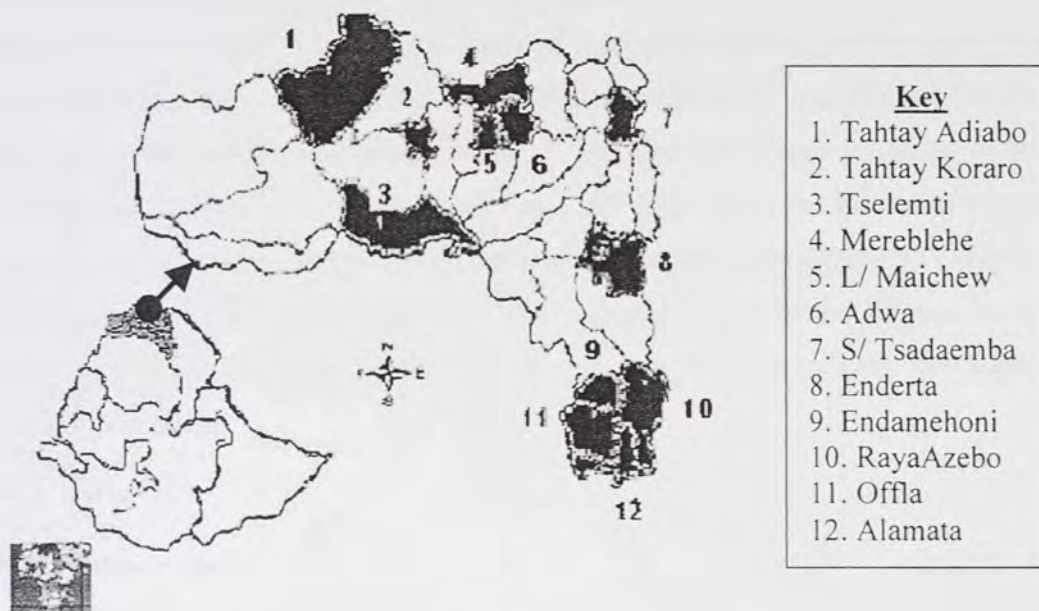 1
4
2
7
5
6
3
1
8
N
E
9
11
10
12
Key
1. Tahtay Adiabo
2. Tahtay Koraro
3. Tselemti
4. Mereblehe
5. L/ Maichew
6. Adwa
7. S/ Tsadaemba
8. Enderta
9. Endamehoni
10. RayaAzebo
11. Offla
12. Alamata